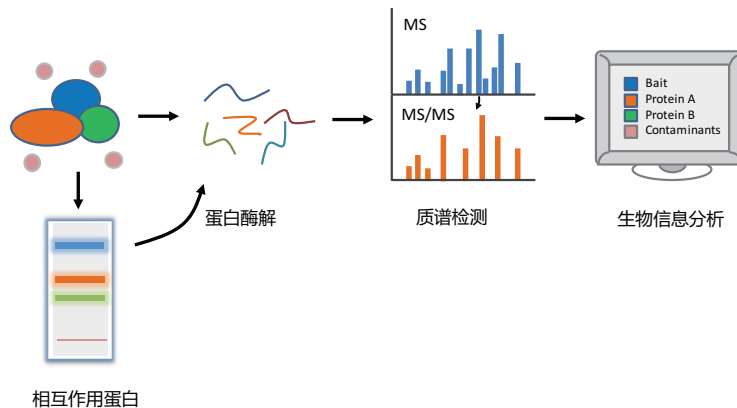 MS
MS/MS
Bait
Protein A
Protein B
Contaminants
蛋白酶解
质谱检测
生物信息分析
相互作用蛋白